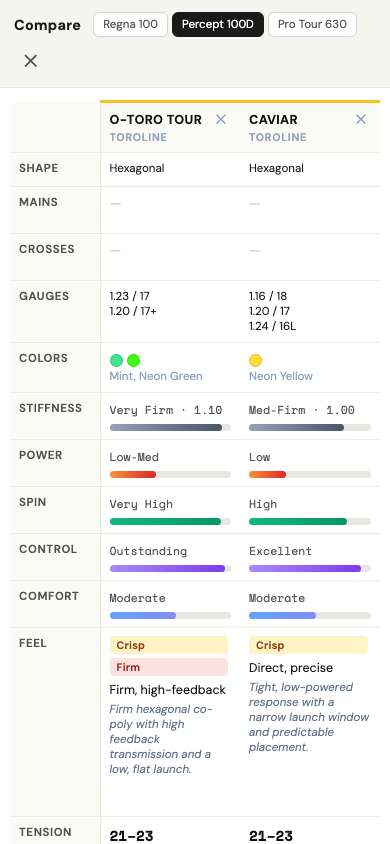 Compare
Regna 100
Percept 100D
Pro Tour 630
O-TORO TOUR
CAVIAR
TOROLINE
TOROLINE
SHAPE
Hexagonal
Hexagonal
MAINS
—
—
CROSSES
—
—
GAUGES
1.23 / 17
1.20 / 17+
1.16 / 18
1.20 / 17
1.24 / 16L
COLORS
Mint, Neon Green
Neon Yellow
STIFFNESS
Very Firm · 1.10
Med-Firm · 1.00
POWER
Low-Med
Low
SPIN
Very High
High
CONTROL
Outstanding
Excellent
COMFORT
Moderate
Moderate
FEEL
Crisp
Firm
Firm, high-feedback
Firm hexagonal co-
poly with high
feedback
transmission and a
low, flat launch.
Crisp
Direct, precise
Tight, low-powered
response with a
narrow launch window
and predictable
placement.
TENSION
21–23
21–23